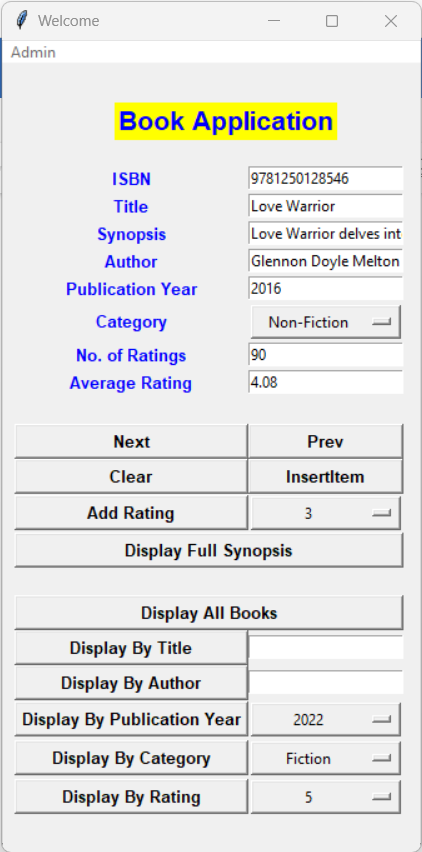 Welcome
Admin
Book Application
ISBN 9781250128546
Title Love Warrior
Synopsis Love Warrior delves int
Author Glennon Doyle Melton
Publication Year 2016
Category Non-Fiction
No. of Ratings 90
Average Rating 4.08
Next Prev
Clear InsertItem
Add Rating 3
Display Full Synopsis
Display All Books
Display By Title
Display By Author
Display By Publication Year 2022
Display By Category Fiction
Display By Rating 5